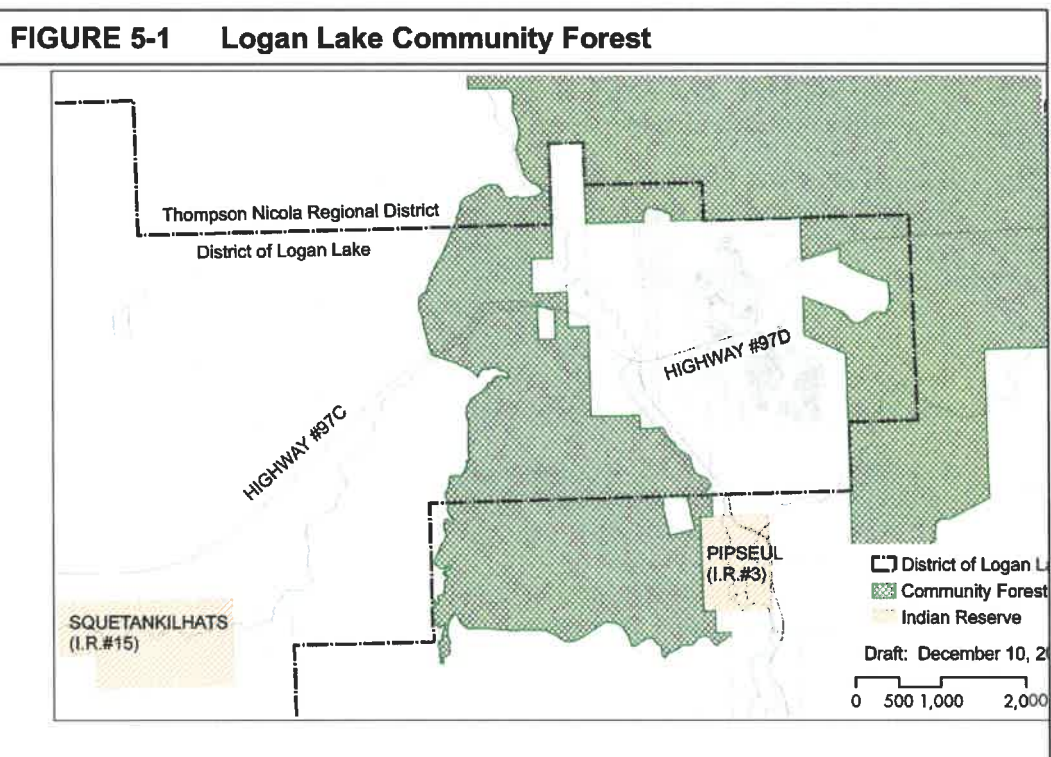 FIGURE 5-1 Logan Lake Community Forest
Thompson Nicola Regional District
District of Logan Lake
HIGHWAY #97D
HIGHWAY #97C
PIPSEUL
(I.R.#3)
SQUETANKILHATS
(I.R.#15)
District of Logan
Community Forest
Indian Reserve
Draft: December 10,
0 500 1,000 2,000